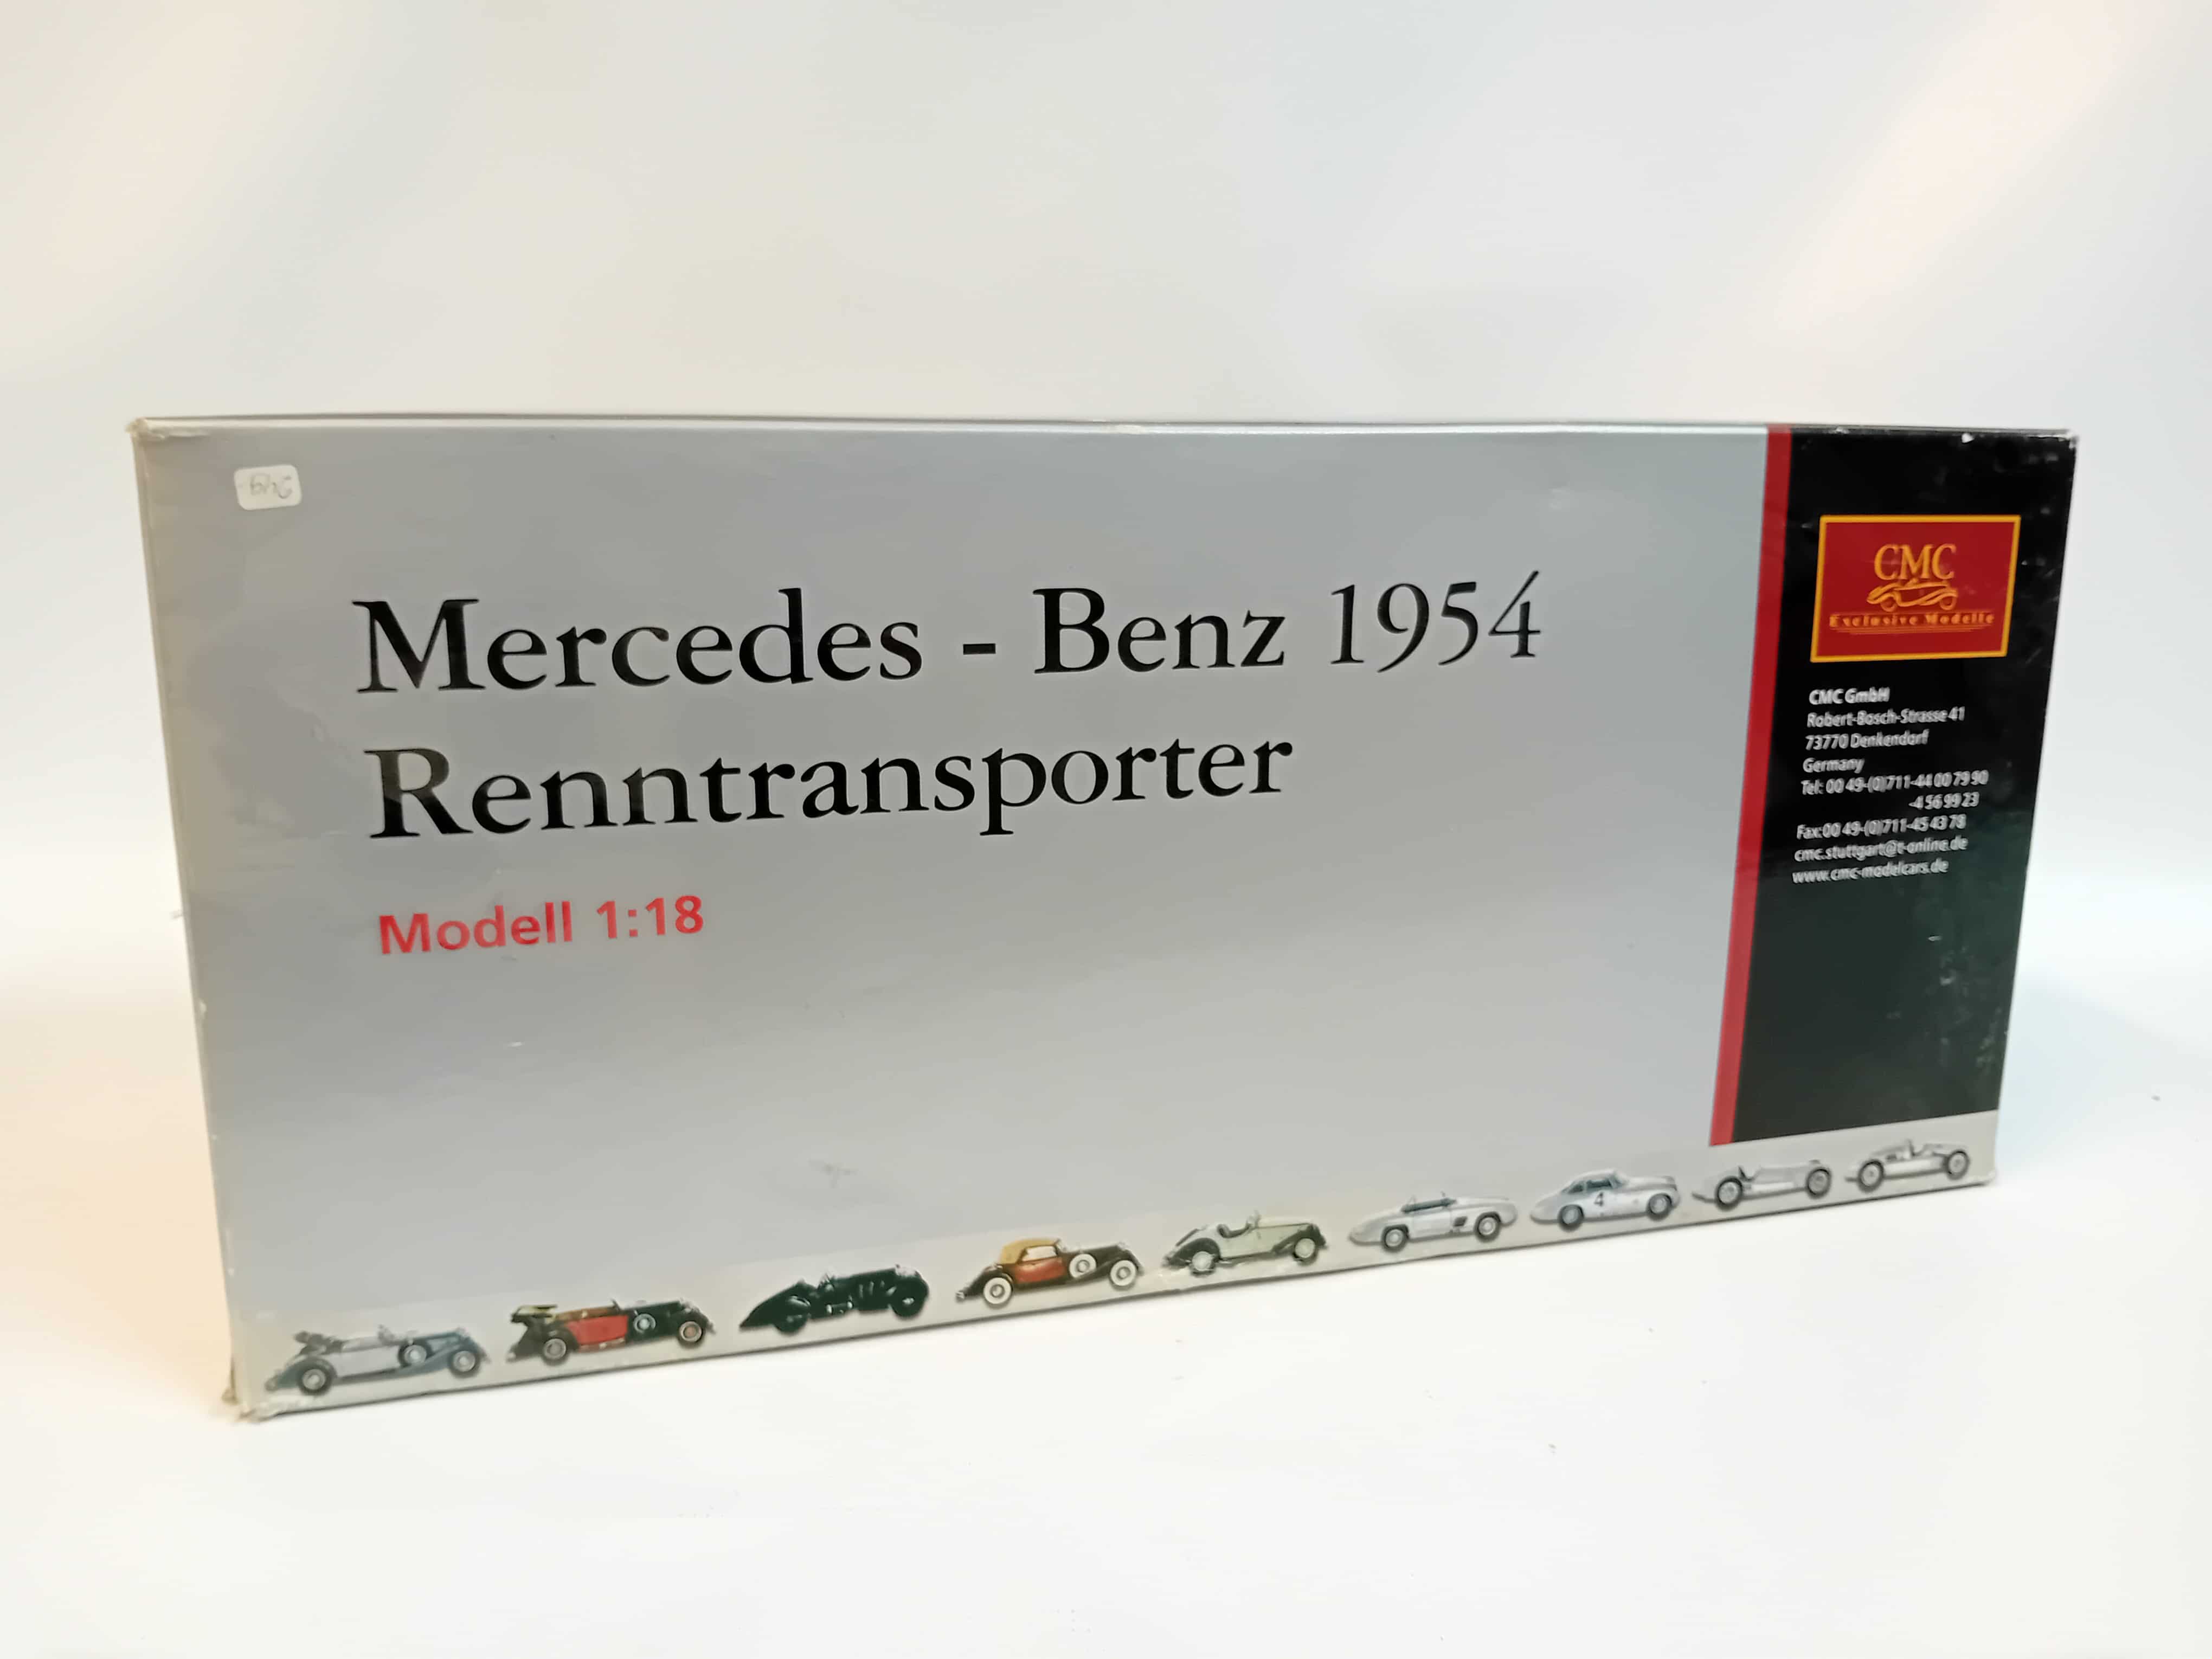 Mercedes - Benz 1954
Renntransporter
Modell 1:18
CMC
Exclusive Modelle
CMC GmbH
Robert-Bosch-Strasse 41
73770 Denkendorf
Germany
Tel: 00 49-(0)711-44 00 79 90
-4 56 99 23
Fax:00 49-(0)711-45 43 78
cmc.stuttgart@t-online.de
www.cmc-modelcars.de
4